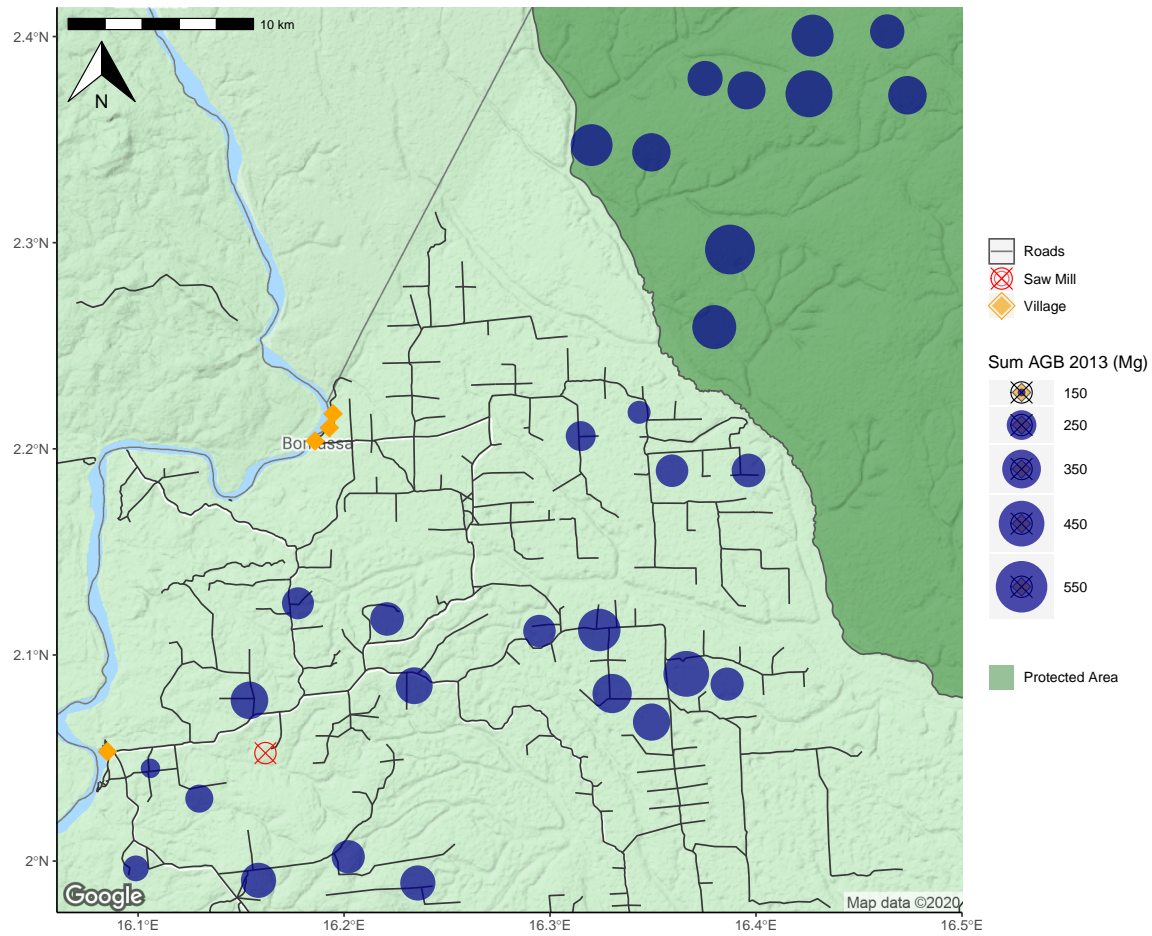 10 km
N
2.4°N
2.3°N
2.2°N
2.1°N
2°N
Bomassa
Google
Map data ©2020
16.1°E
16.2°E
16.3°E
16.4°E
16.5°E
Roads
Saw Mill
Village
Sum AGB 2013 (Mg)
150
250
350
450
550
Protected Area